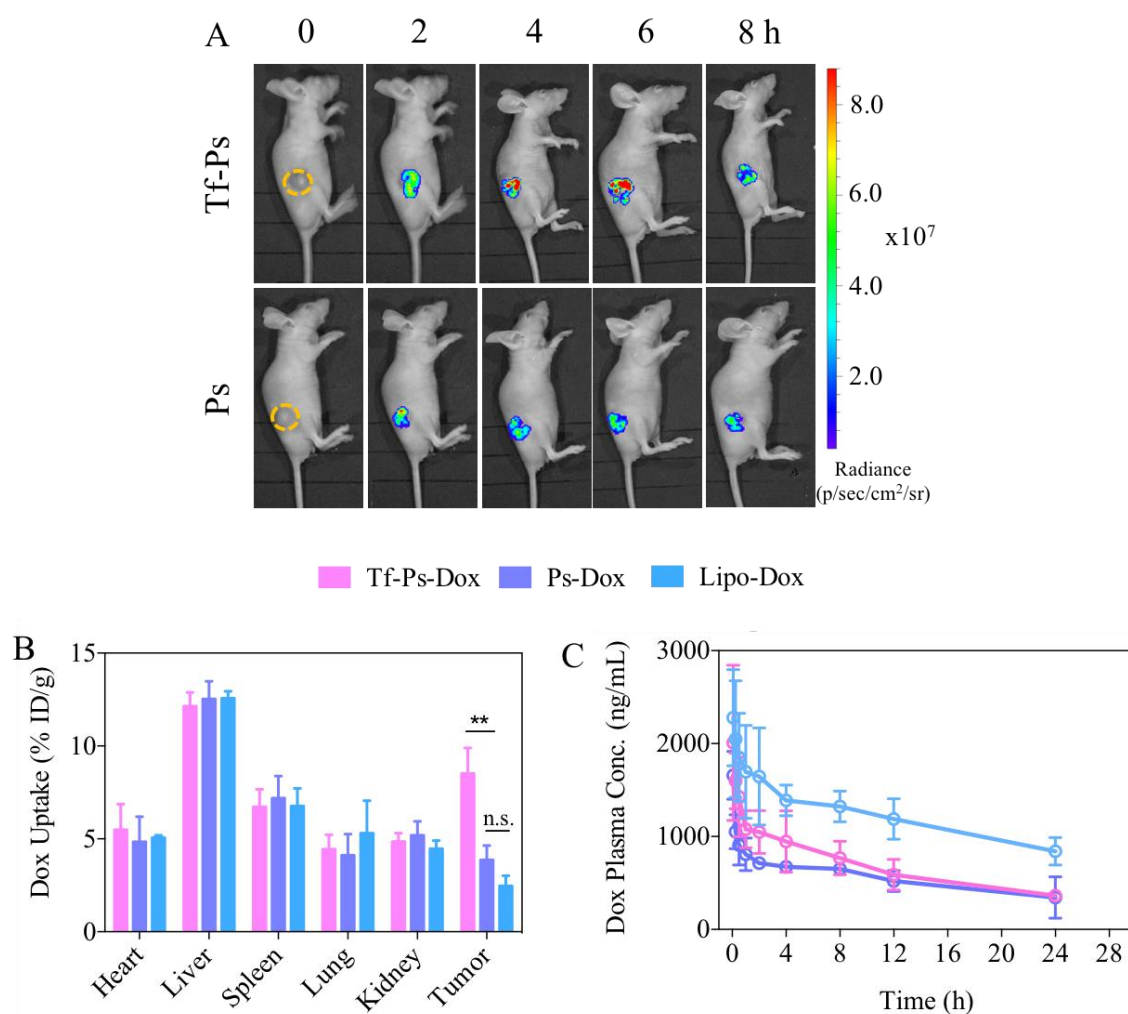 A 0 2 4 6 8 h
Tf-Ps
Ps
8.0
6.0
x10⁷
4.0
2.0
Radiance
(p/sec/cm²/sr)
Tf-Ps-Dox Ps-Dox Lipo-Dox
B
Dox Uptake (% ID/g)
15
10
5
0
**
n.s.
Heart Liver Spleen Lung Kidney Tumor
C
Dox Plasma Conc. (ng/mL)
3000
2000
1000
0
0 4 8 12 16 20 24 28
Time (h)